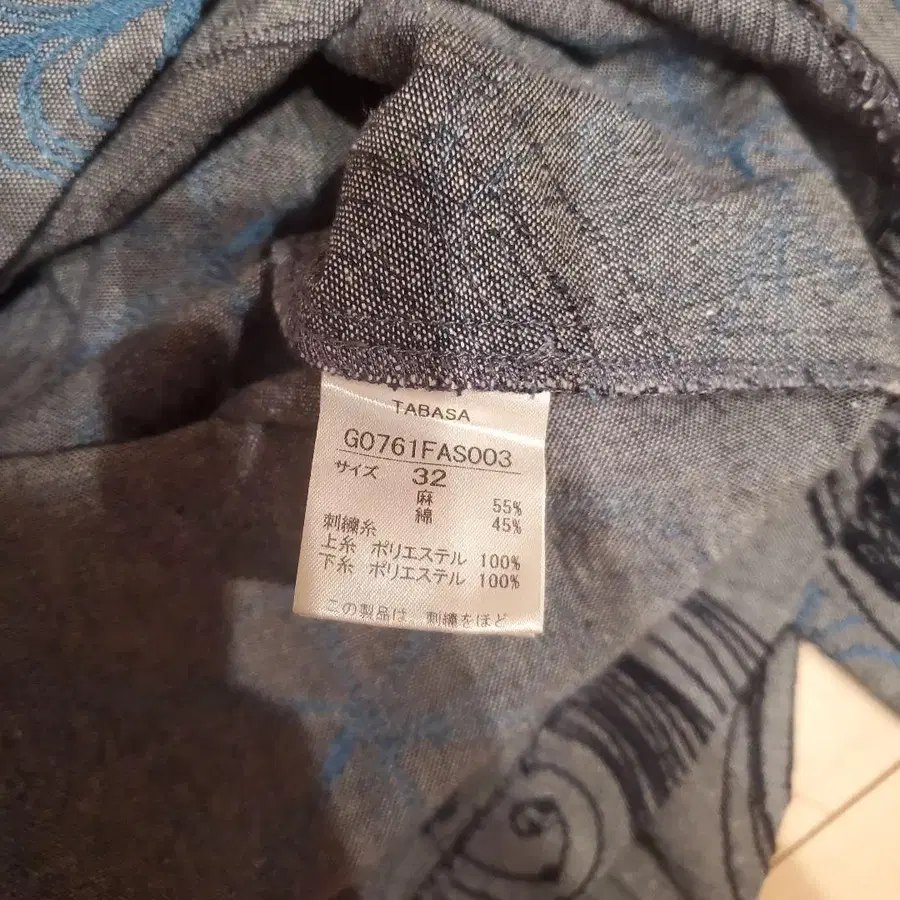 TABASA
G0761FAS003
サイズ 32
麻 55%
綿 45%
刺繍糸
上糸 ポリエステル 100%
下糸 ポリエステル 100%
この製品は、刺繍をほど